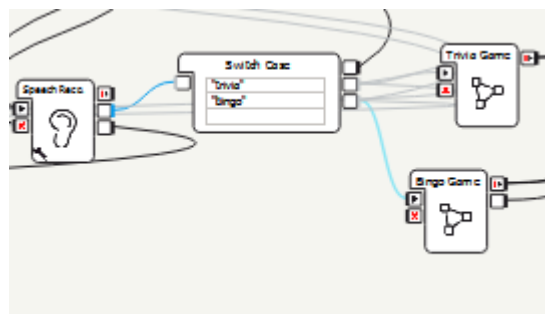 Trivia Game
Switch Case
"trivia"
"bingo"
Speech Reco.
Bingo Game